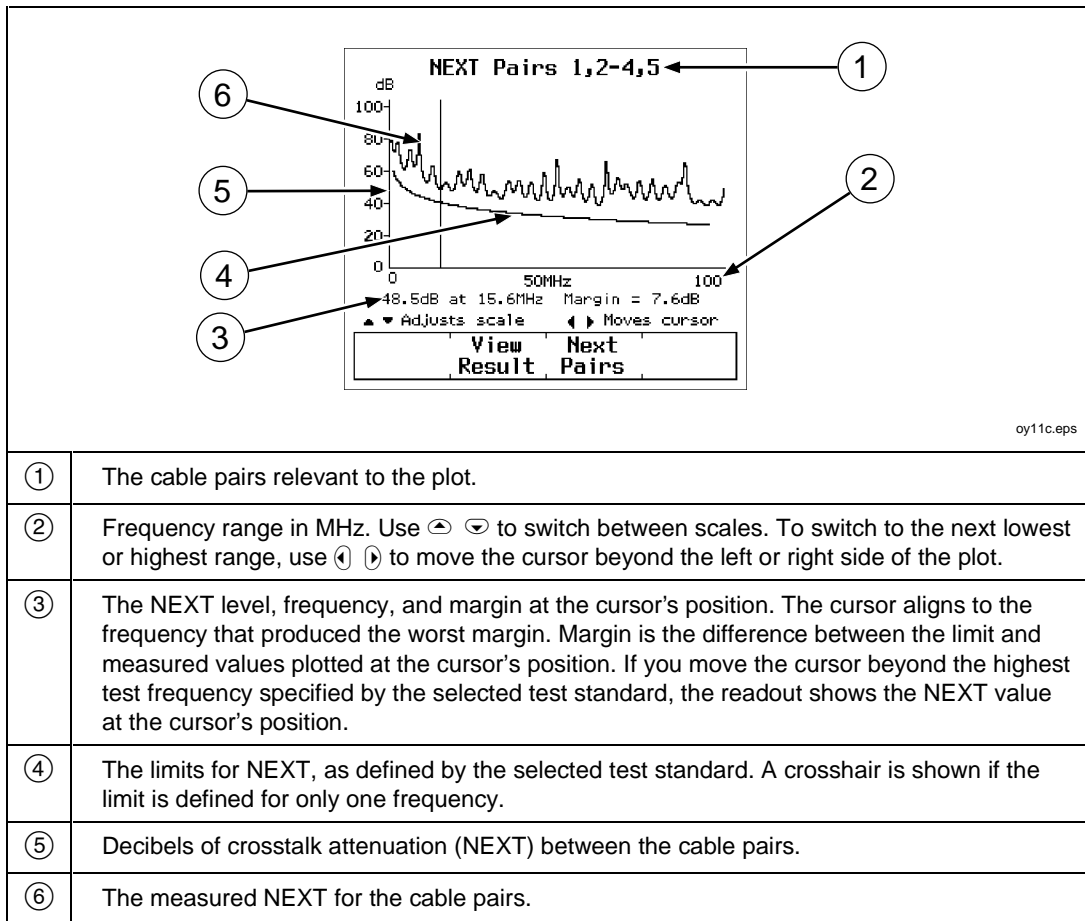 NEXT Pairs 1,2-4,5
1
dB
6
100
80
60
5
2
40
20
4
0
0 50MHz 100
48.5dB at 15.6MHz Margin = 7.6dB
3
▲ ▼ Adjusts scale ◀ ▶ Moves cursor
View Result
Next Pairs
oy11c.eps
① The cable pairs relevant to the plot.
② Frequency range in MHz. Use to switch between scales. To switch to the next lowest
or highest range, use to move the cursor beyond the left or right side of the plot.
③ The NEXT level, frequency, and margin at the cursor's position. The cursor aligns to the
frequency that produced the worst margin. Margin is the difference between the limit and
measured values plotted at the cursor's position. If you move the cursor beyond the highest
test frequency specified by the selected test standard, the readout shows the NEXT value
at the cursor's position.
④ The limits for NEXT, as defined by the selected test standard. A crosshair is shown if the
limit is defined for only one frequency.
⑤ Decibels of crosstalk attenuation (NEXT) between the cable pairs.
⑥ The measured NEXT for the cable pairs.